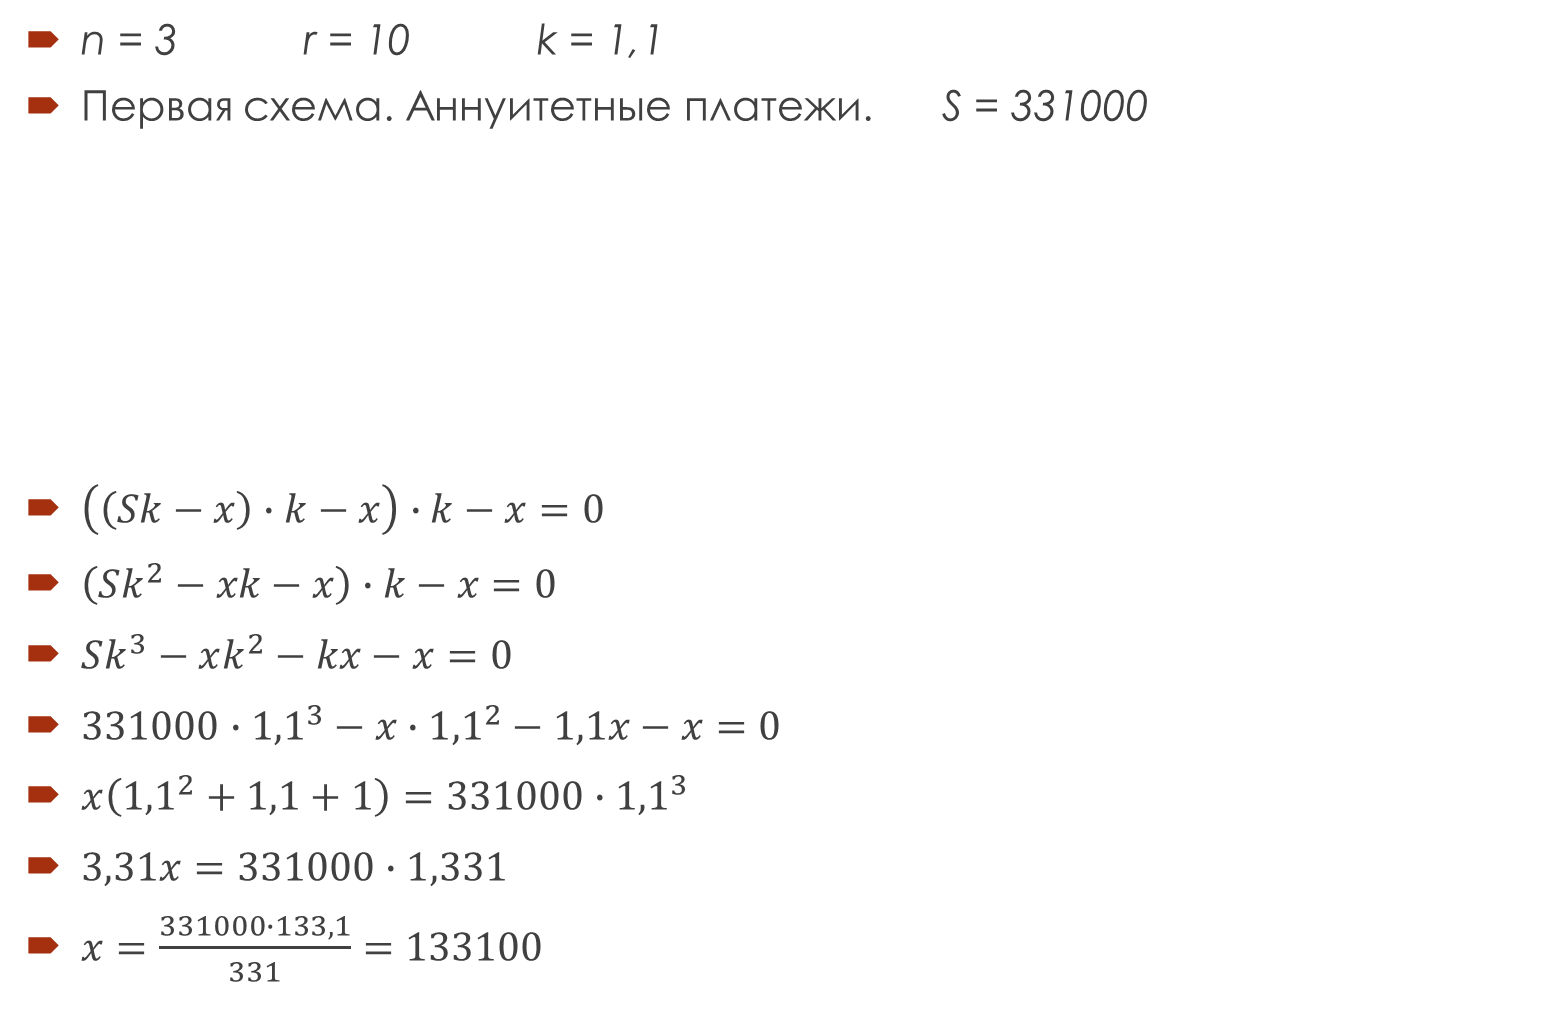 n = 3 r = 10 k = 1,1
Первая схема. Аннуитетные платежи. S = 331000
((Sk − x) · k − x) · k − x = 0
(Sk² − xk − x) · k − x = 0
Sk³ − xk² − kx − x = 0
331000 · 1,1³ − x · 1,1² − 1,1x − x = 0
x(1,1² + 1,1 + 1) = 331000 · 1,1³
3,31x = 331000 · 1,331
x = 331000·133,1 / 331 = 133100